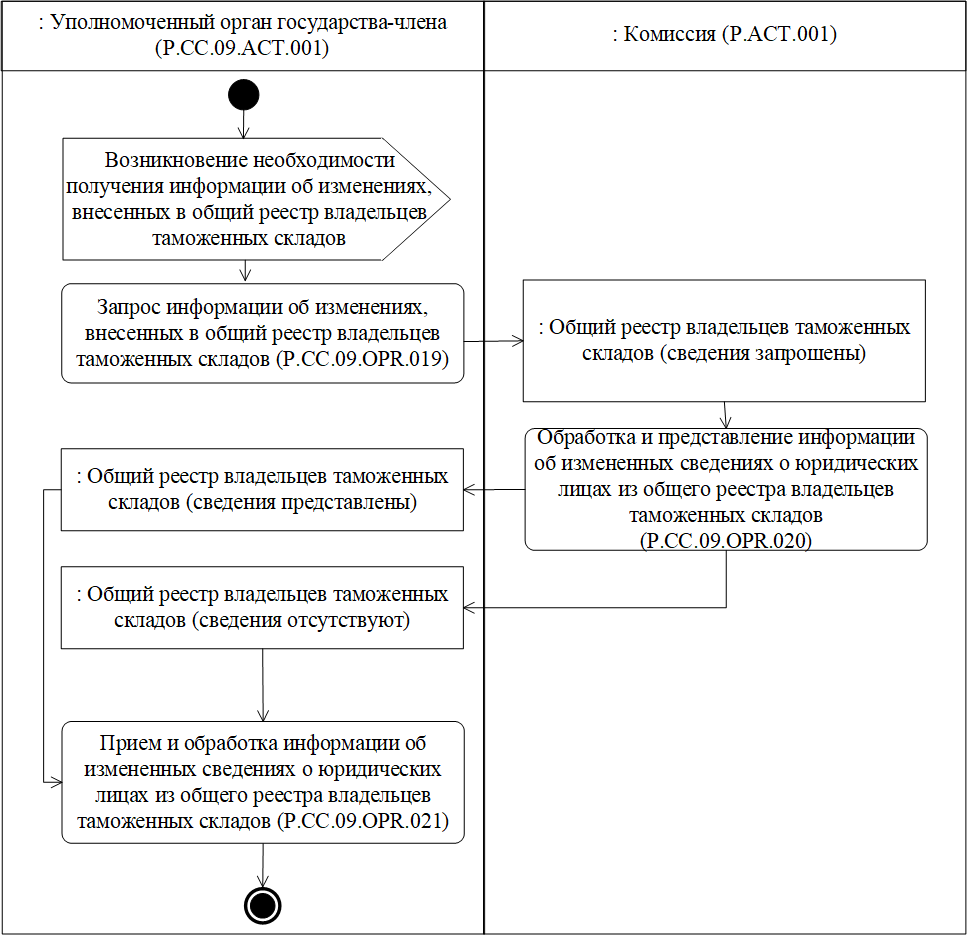 : Уполномоченный орган государства-члена
(P.CC.09.ACT.001)
: Комиссия (P.ACT.001)
Возникновение необходимости
получения информации об изменениях,
внесенных в общий реестр владельцев
таможенных складов
Запрос информации об изменениях,
внесенных в общий реестр владельцев
таможенных складов (P.CC.09.OPR.019)
: Общий реестр владельцев таможенных
складов (сведения запрошены)
Обработка и представление информации
об измененных сведениях о юридических
лицах из общего реестра владельцев
таможенных складов
(P.CC.09.OPR.020)
: Общий реестр владельцев таможенных
складов (сведения представлены)
: Общий реестр владельцев таможенных
складов (сведения отсутствуют)
Прием и обработка информации об
измененных сведениях о юридических
лицах из общего реестра владельцев
таможенных складов (P.CC.09.OPR.021)